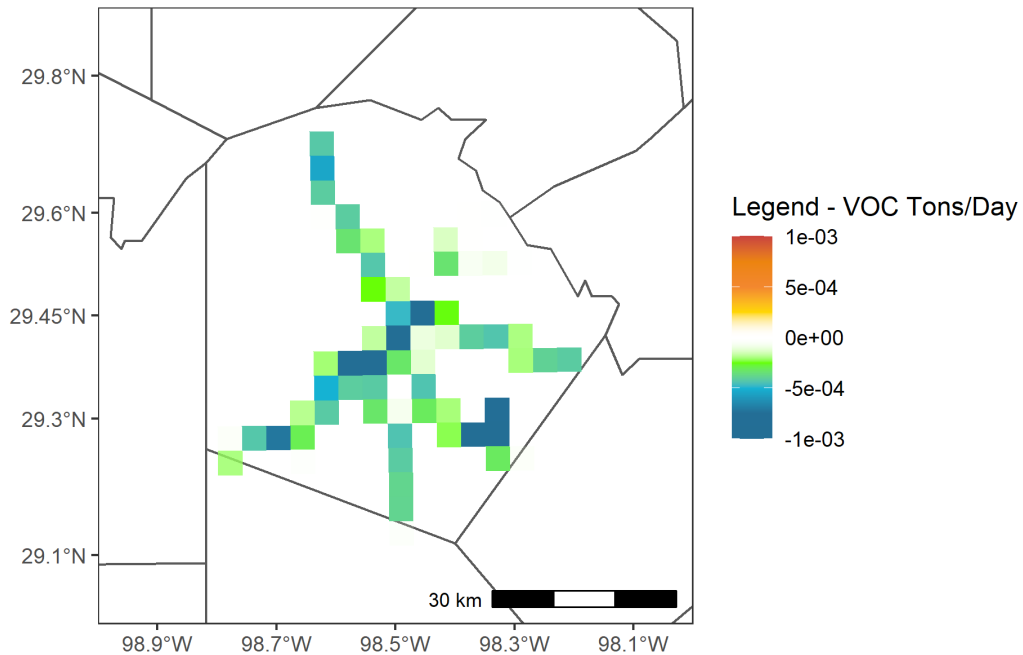 29.8°N
29.6°N
29.45°N
29.3°N
29.1°N
98.9°W 98.7°W 98.5°W 98.3°W 98.1°W
30 km
Legend - VOC Tons/Day
1e-03
5e-04
0e+00
-5e-04
-1e-03